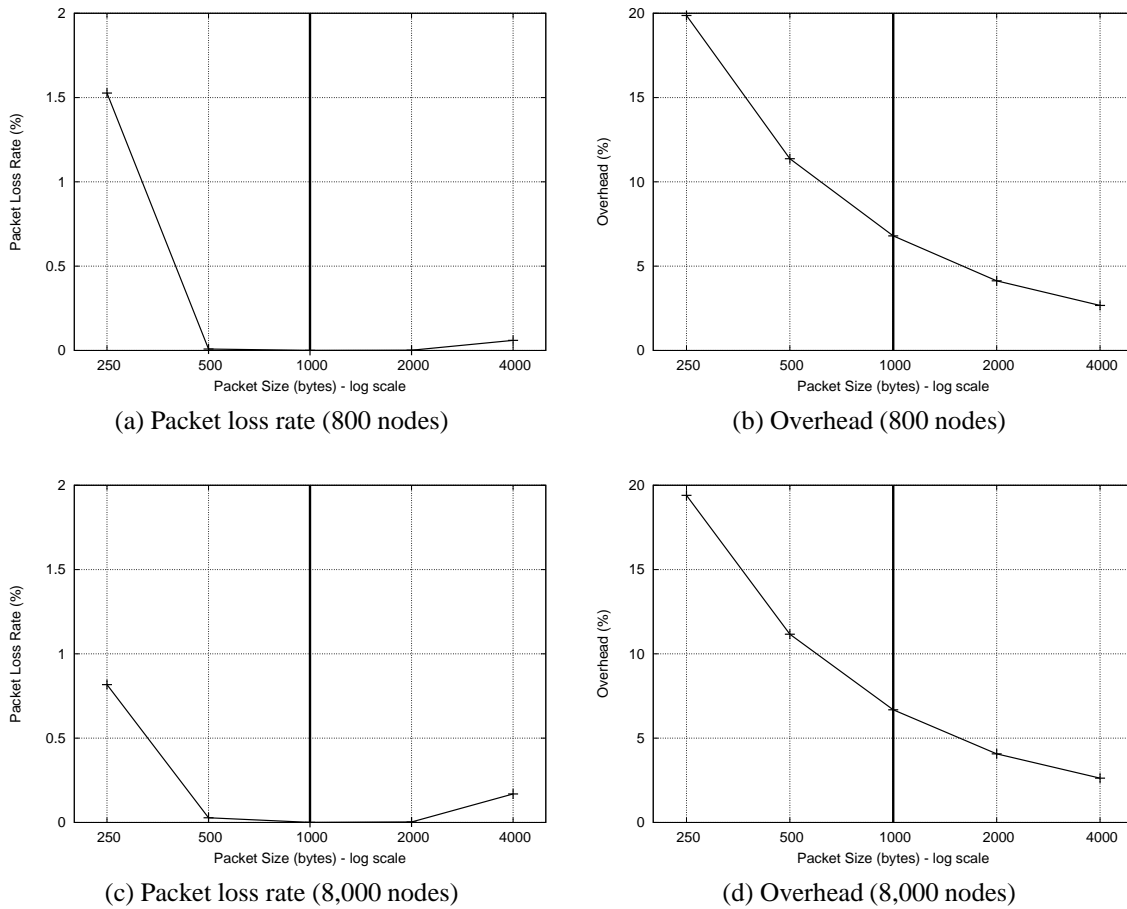 2
1.5
1
0.5
0
Packet Loss Rate (%)
250 500 1000 2000 4000
Packet Size (bytes) - log scale
(a) Packet loss rate (800 nodes)
20
15
10
5
0
Overhead (%)
250 500 1000 2000 4000
Packet Size (bytes) - log scale
(b) Overhead (800 nodes)
2
1.5
1
0.5
0
Packet Loss Rate (%)
250 500 1000 2000 4000
Packet Size (bytes) - log scale
(c) Packet loss rate (8,000 nodes)
20
15
10
5
0
Overhead (%)
250 500 1000 2000 4000
Packet Size (bytes) - log scale
(d) Overhead (8,000 nodes)